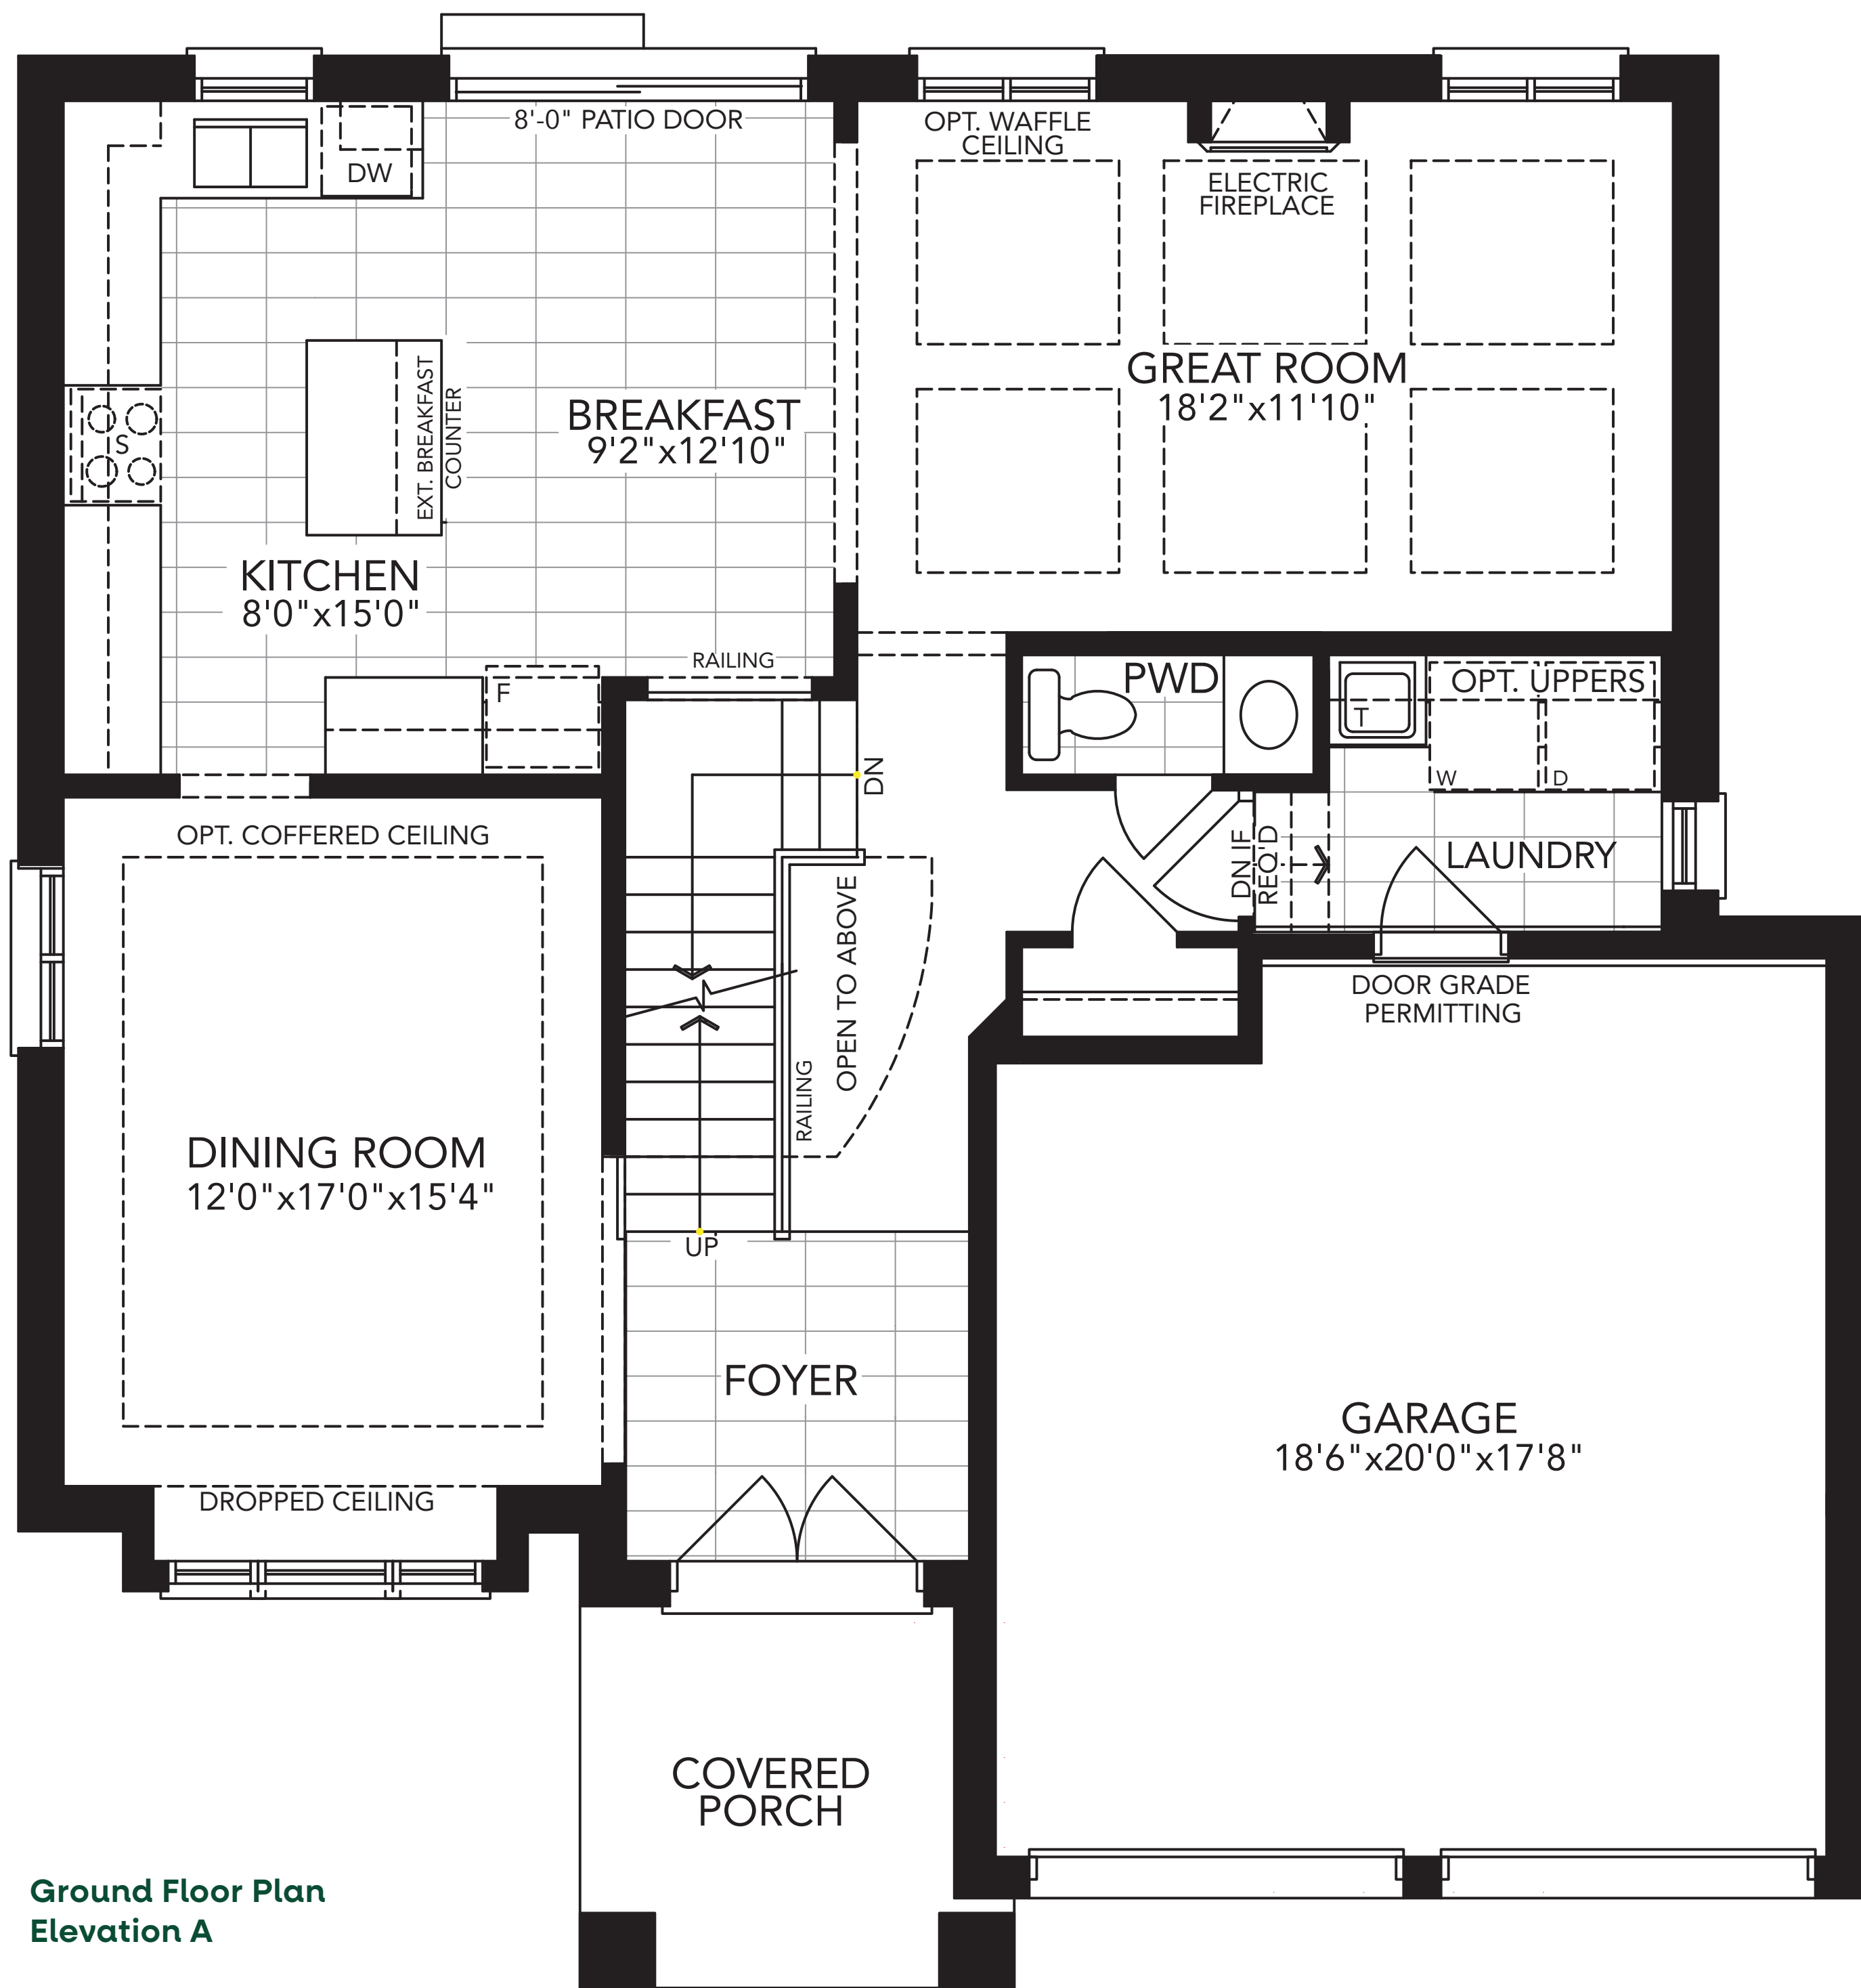 8'-0" PATIO DOOR
OPT. WAFFLE
CEILING
DW
ELECTRIC
FIREPLACE
GREAT ROOM
18'2"x11'10"
EXT. BREAKFAST
COUNTER
BREAKFAST
9'2"x12'10"
S
KITCHEN
8'0"x15'0"
RAILING
F
PWD
OPT. UPPERS
T
W
D
DN
OPT. COFFERED CEILING
DN IF
REQ'D
LAUNDRY
OPEN TO ABOVE
DOOR GRADE
PERMITTING
RAILING
DINING ROOM
12'0"x17'0"x15'4"
UP
FOYER
GARAGE
18'6"x20'0"x17'8"
DROPPED CEILING
COVERED
PORCH
Ground Floor Plan
Elevation A